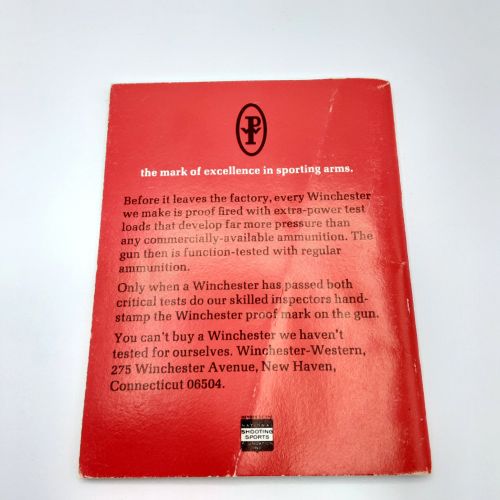 the mark of excellence in sporting arms.
Before it leaves the factory, every Winchester
we make is proof fired with extra-power test
loads that develop far more pressure than
any commercially-available ammunition. The
gun then is function-tested with regular
ammunition.
Only when a Winchester has passed both
critical tests do our skilled inspectors hand-
stamp the Winchester proof mark on the gun.
You can't buy a Winchester we haven't
tested for ourselves. Winchester-Western,
275 Winchester Avenue, New Haven,
Connecticut 06504.
NATIONAL
SHOOTING
SPORTS